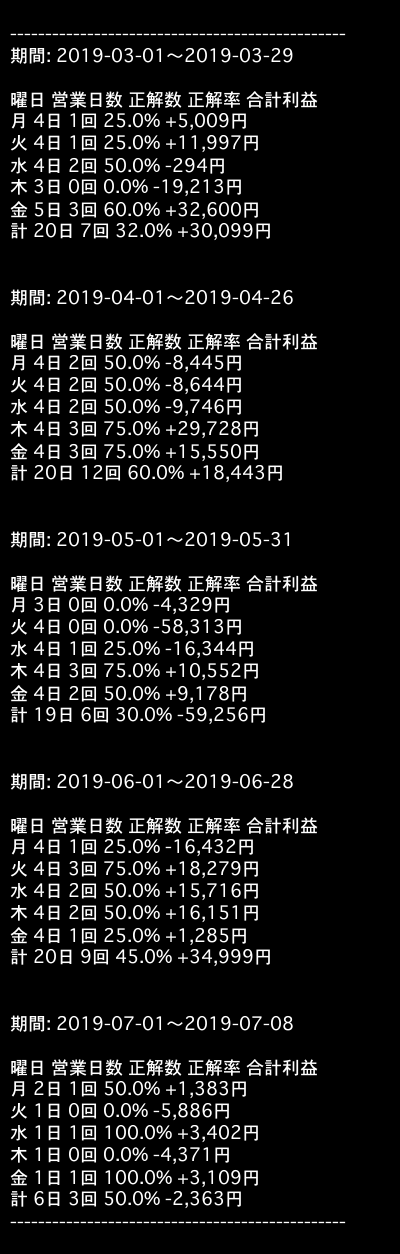 ------------------------------------------------
期間: 2019-03-01〜2019-03-29
曜日 営業日数 正解数 正解率 合計利益
月 4日 1回 25.0% +5,009円
火 4日 1回 25.0% +11,997円
水 4日 2回 50.0% -294円
木 3日 0回 0.0% -19,213円
金 5日 3回 60.0% +32,600円
計 20日 7回 32.0% +30,099円
期間: 2019-04-01〜2019-04-26
曜日 営業日数 正解数 正解率 合計利益
月 4日 2回 50.0% -8,445円
火 4日 2回 50.0% -8,644円
水 4日 2回 50.0% -9,746円
木 4日 3回 75.0% +29,728円
金 4日 3回 75.0% +15,550円
計 20日 12回 60.0% +18,443円
期間: 2019-05-01〜2019-05-31
曜日 営業日数 正解数 正解率 合計利益
月 3日 0回 0.0% -4,329円
火 4日 0回 0.0% -58,313円
水 4日 1回 25.0% -16,344円
木 4日 3回 75.0% +10,552円
金 4日 2回 50.0% +9,178円
計 19日 6回 30.0% -59,256円
期間: 2019-06-01〜2019-06-28
曜日 営業日数 正解数 正解率 合計利益
月 4日 1回 25.0% -16,432円
火 4日 3回 75.0% +18,279円
水 4日 2回 50.0% +15,716円
木 4日 2回 50.0% +16,151円
金 4日 1回 25.0% +1,285円
計 20日 9回 45.0% +34,999円
期間: 2019-07-01〜2019-07-08
曜日 営業日数 正解数 正解率 合計利益
月 2日 1回 50.0% +1,383円
火 1日 0回 0.0% -5,886円
水 1日 1回 100.0% +3,402円
木 1日 0回 0.0% -4,371円
金 1日 1回 100.0% +3,109円
計 6日 3回 50.0% -2,363円
------------------------------------------------